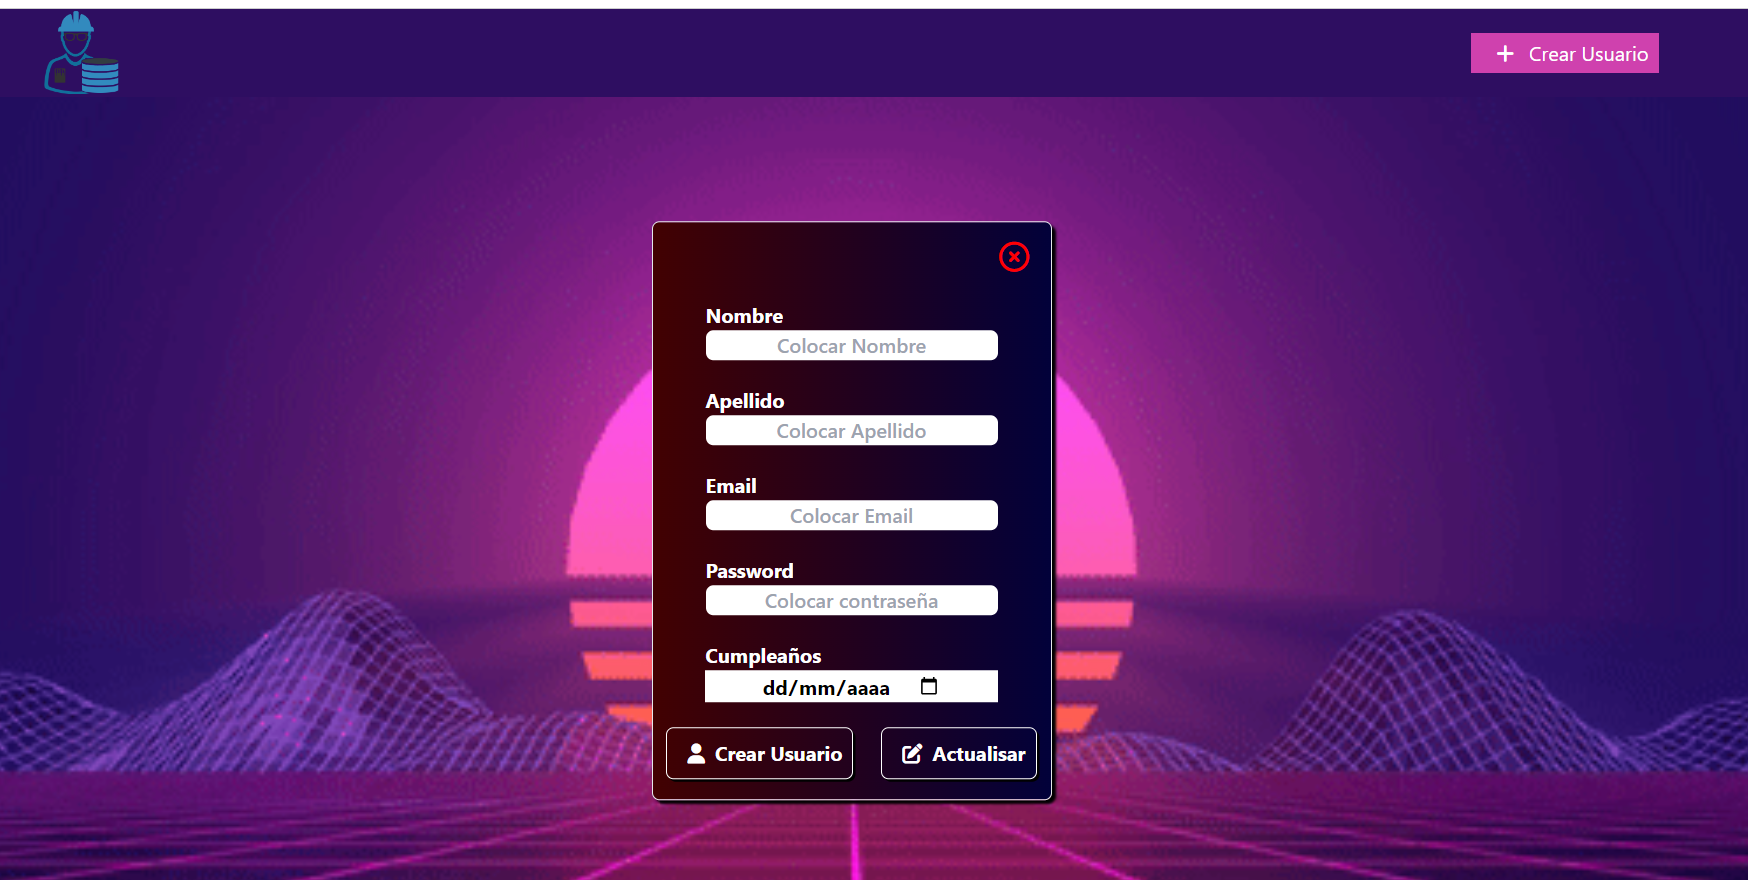 Crear Usuario
Nombre
Colocar Nombre
Apellido
Colocar Apellido
Email
Colocar Email
Password
Colocar contraseña
Cumpleaños
dd/mm/aaaa
Crear Usuario
Actualisar